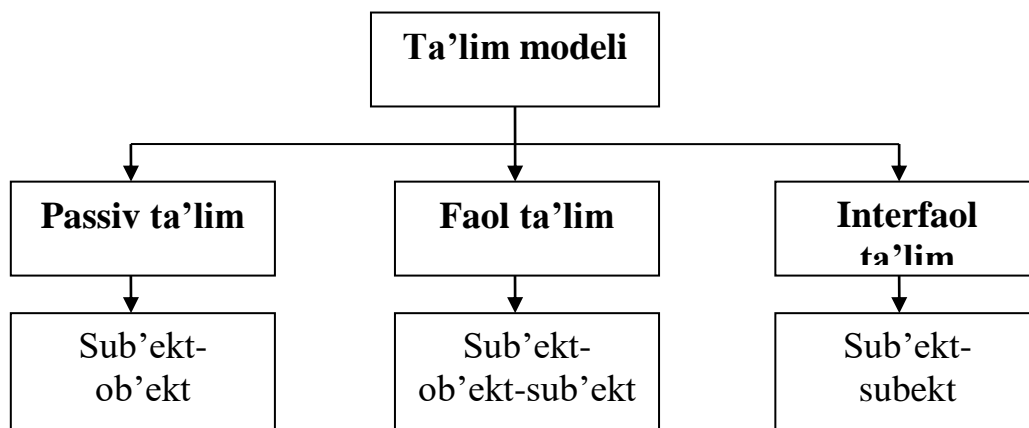 Ta’lim modeli
Passiv ta’lim
Faol ta’lim
Interfaol
ta’lim
Sub’ekt-
ob’ekt
Sub’ekt-
ob’ekt-sub’ekt
Sub’ekt-
subekt